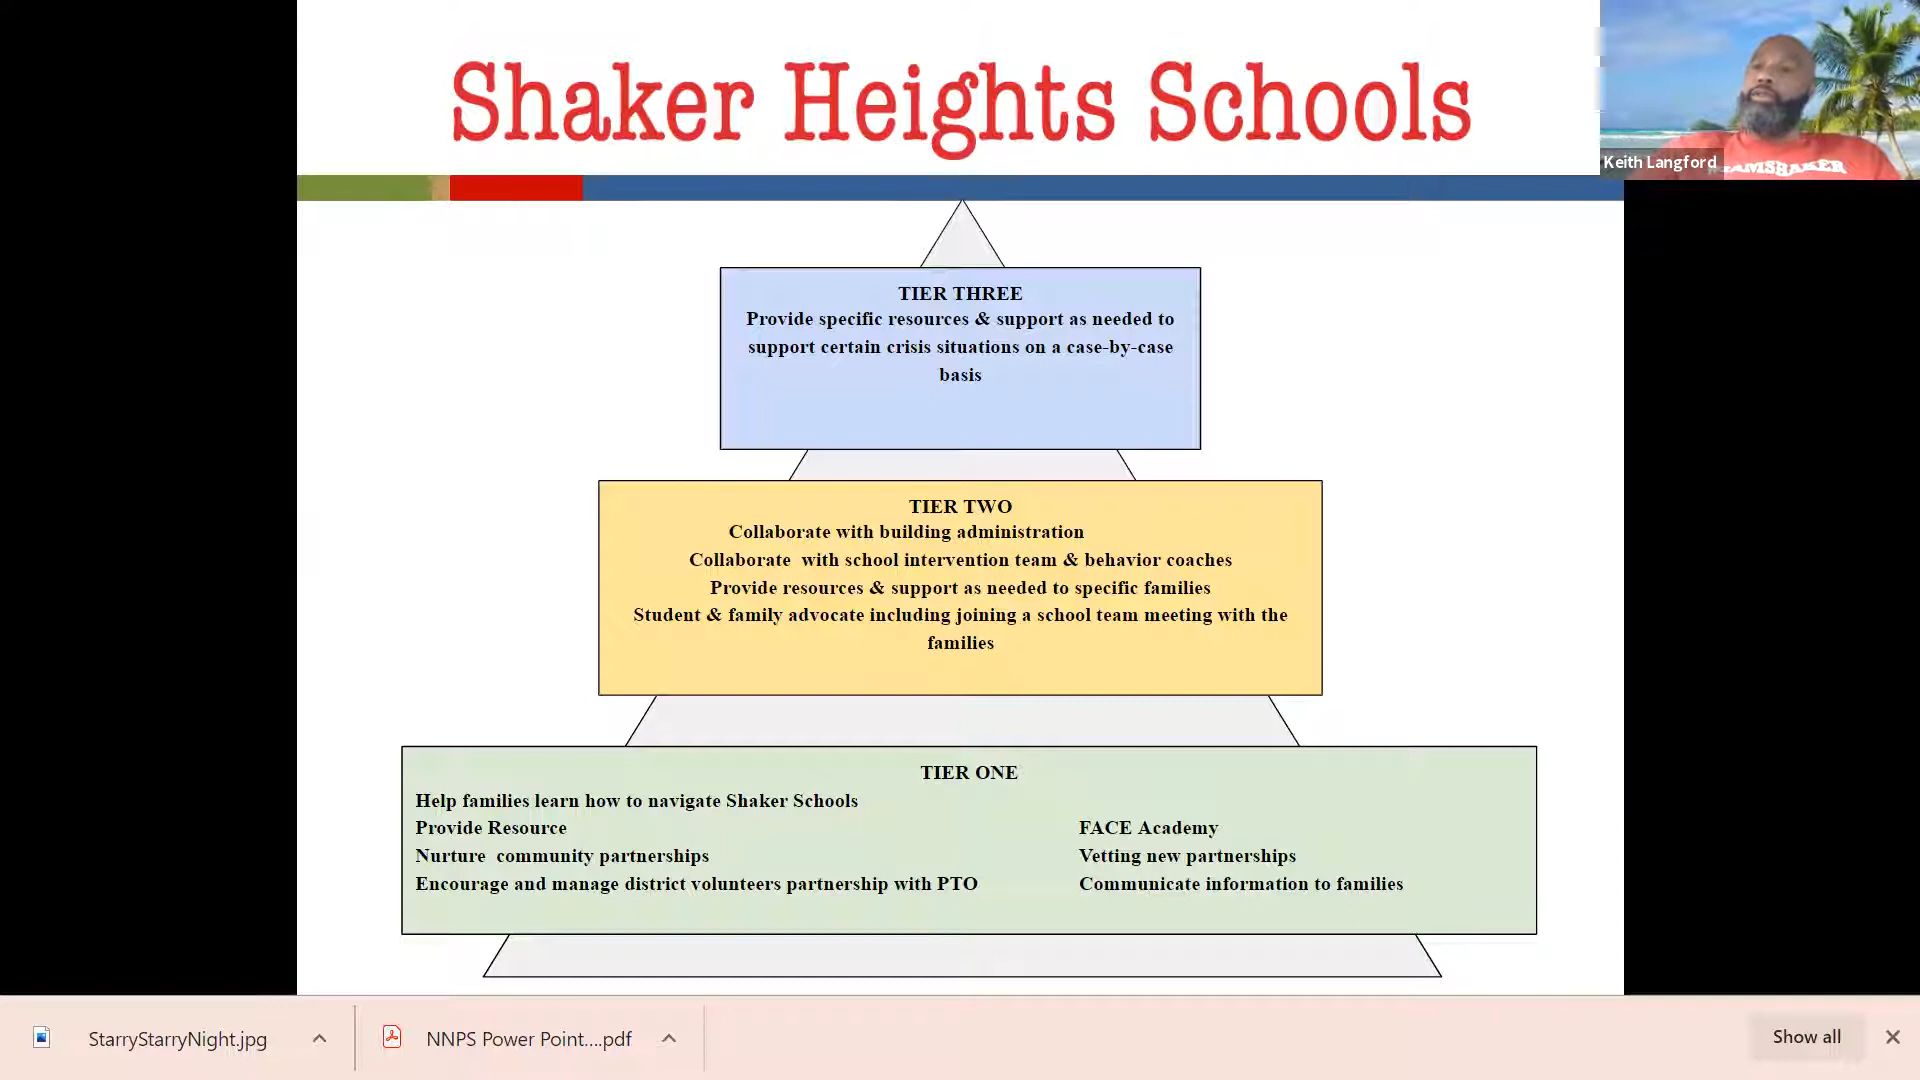 Shaker Heights Schools
Keith Langford
TIER THREE
Provide specific resources & support as needed to
support certain crisis situations on a case-by-case
basis
TIER TWO
Collaborate with building administration
Collaborate with school intervention team & behavior coaches
Provide resources & support as needed to specific families
Student & family advocate including joining a school team meeting with the
families
TIER ONE
Help families learn how to navigate Shaker Schools
Provide Resource
Nurture community partnerships
Encourage and manage district volunteers partnership with PTO
FACE Academy
Vetting new partnerships
Communicate information to families
StarryStarryNight.jpg
NNPS Power Point....pdf
Show all